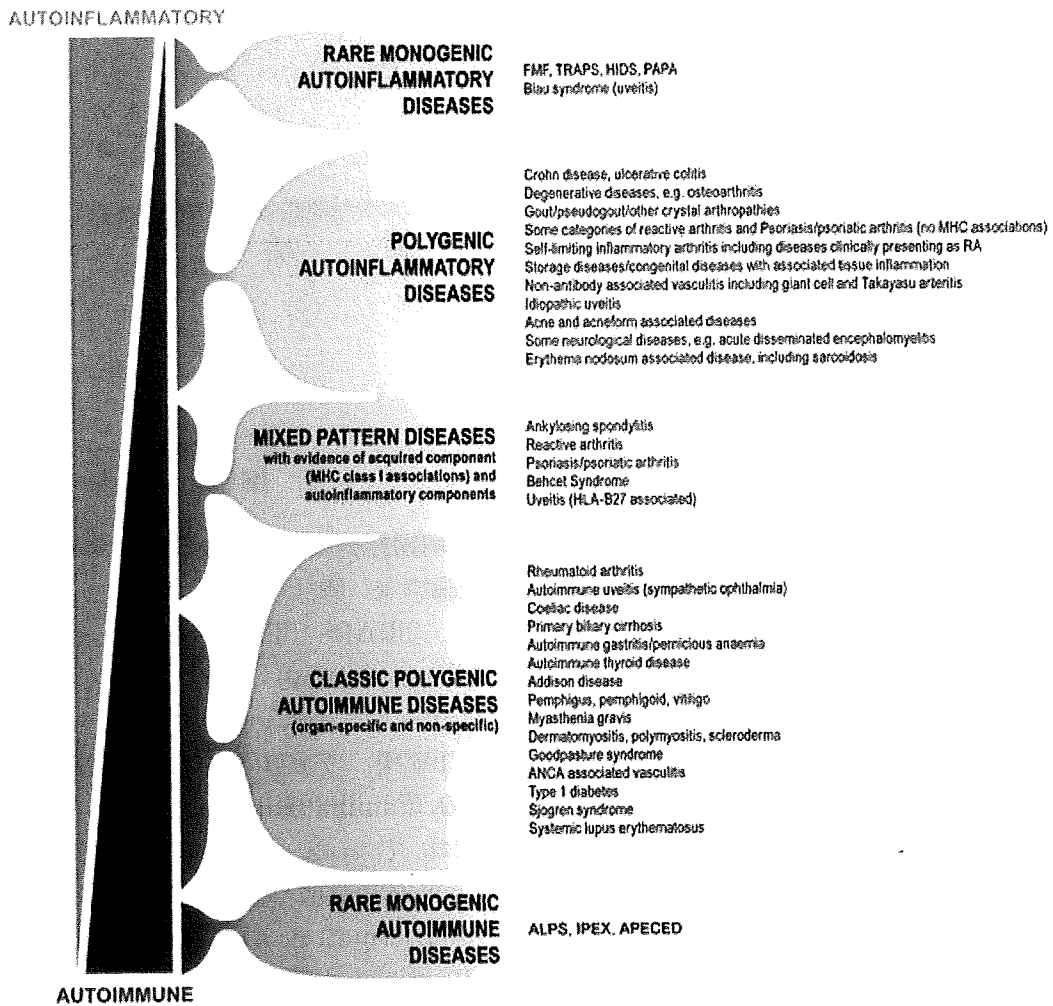 AUTOINFLAMMATORY
RARE MONOGENIC
AUTOINFLAMMATORY
DISEASES
FMF, TRAPS, HIDS, PAPA
Blau syndrome (uveitis)
POLYGENIC
AUTOINFLAMMATORY
DISEASES
Crohn disease, ulcerative colitis
Degenerative diseases, e.g. osteoarthritis
Gout/pseudogout/other crystal arthropathies
Some categories of reactive arthritis and Psoriasis/psoriatic arthritis (no MHC associations)
Self-limiting inflammatory arthritis including diseases clinically presenting as RA
Storage diseases/congenital diseases with associated tissue inflammation
Non-antibody associated vasculitis including giant cell and Takayasu arteritis
Idiopathic uveitis
Acne and acneform associated diseases
Some neurological diseases, e.g. acute disseminated encephalomyelitis
Erythema nodosum associated disease, including sarcoidosis
MIXED PATTERN DISEASES
with evidence of acquired component
(MHC class I associations) and
autoinflammatory components
Ankylosing spondylitis
Reactive arthritis
Psoriasis/psoriatic arthritis
Behcet Syndrome
Uveitis (HLA-B27 associated)
CLASSIC POLYGENIC
AUTOIMMUNE DISEASES
(organ-specific and non-specific)
Rheumatoid arthritis
Autoimmune uveitis (sympathetic ophthalmia)
Coeliac disease
Primary biliary cirrhosis
Autoimmune gastritis/pernicious anaemia
Autoimmune thyroid disease
Addison disease
Pemphigus, pemphigoid, vitiligo
Myasthenia gravis
Dermatomyositis, polymyositis, scleroderma
Goodpasture syndrome
ANCA associated vasculitis
Type 1 diabetes
Sjogren syndrome
Systemic lupus erythematosus
RARE MONOGENIC
AUTOIMMUNE
DISEASES
ALPS, IPEX, APECED
AUTOIMMUNE